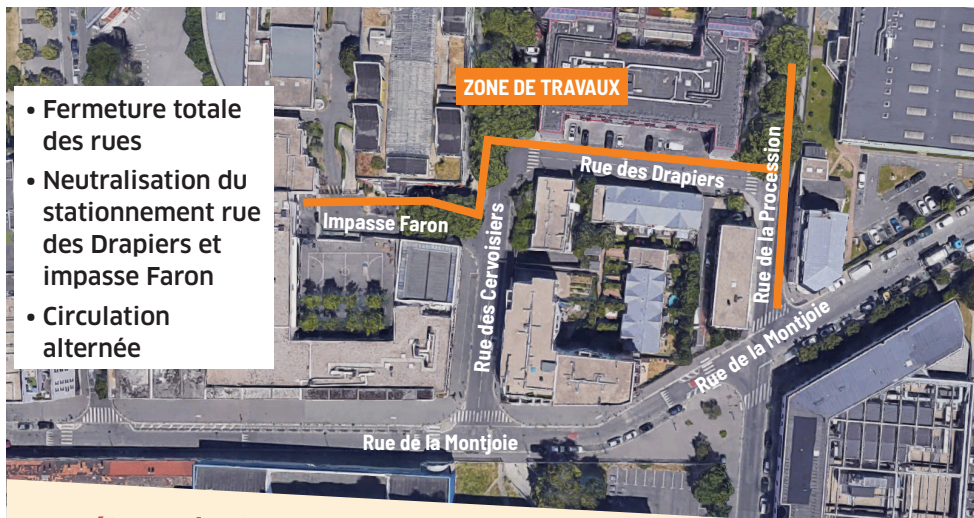 • Fermeture totale
des rues
• Neutralisation du
stationnement rue
des Drapiers et
impasse Faron
• Circulation
alternée
ZONE DE TRAVAUX
Rue des Drapiers
Impasse Faron
Rue des Cervoisiers
Rue de la Procession
Rue de la Montjoie
Rue de la Montjoie